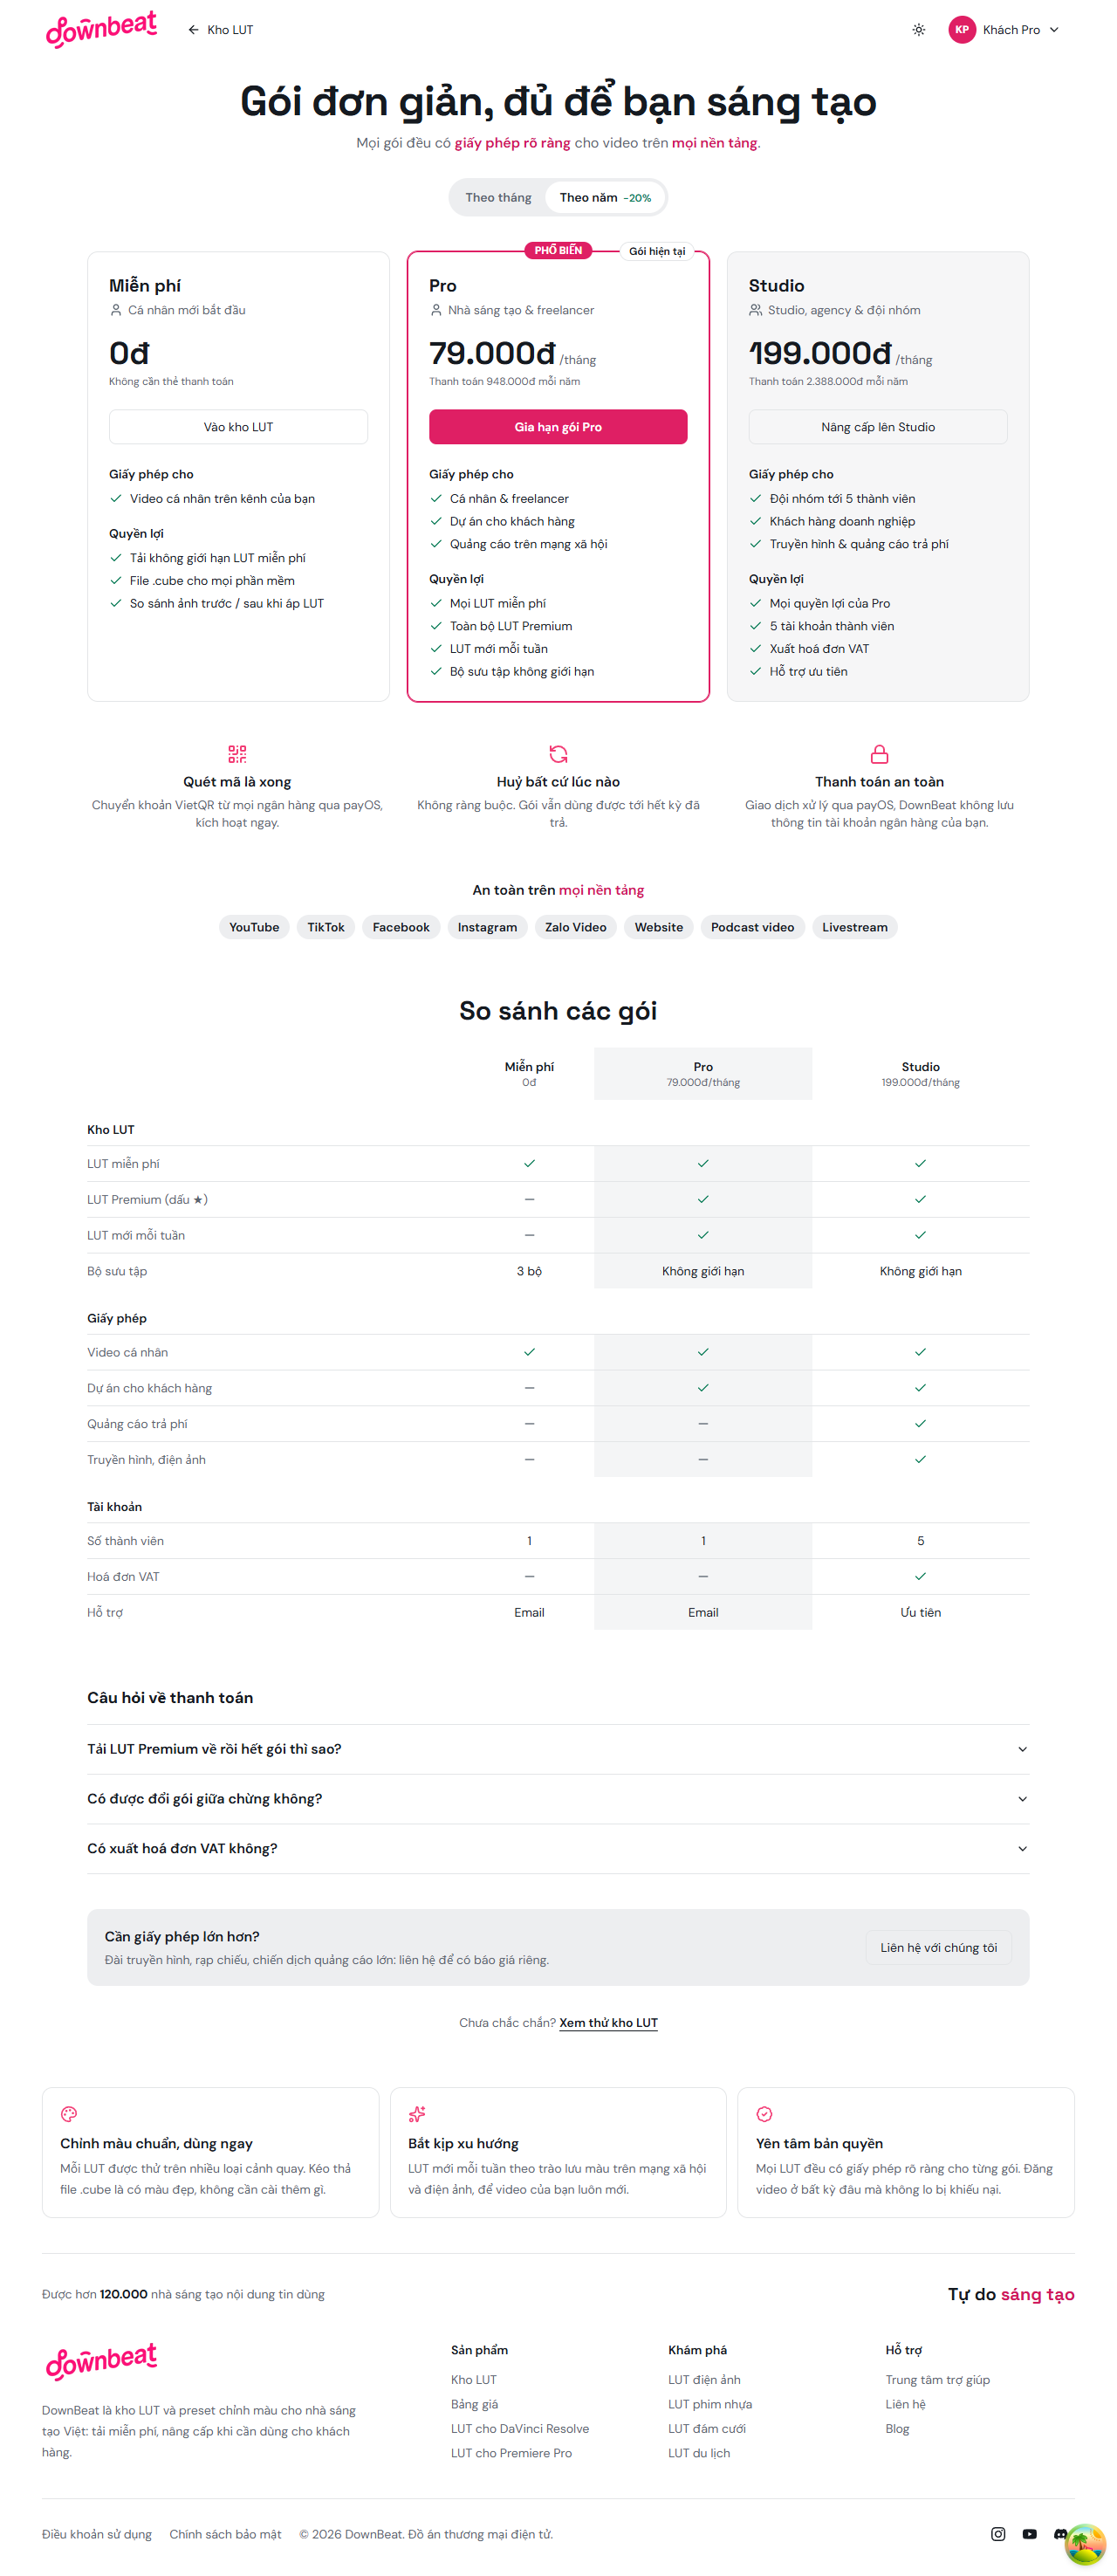 downbeat
Kho LUT
KP Khách Pro
Gói đơn giản, đủ để bạn sáng tạo
Mọi gói đều có giấy phép rõ ràng cho video trên mọi nền tảng.
Theo tháng Theo năm -20%
Miễn phí
Cá nhân mới bắt đầu
0đ
Không cần thẻ thanh toán
Vào kho LUT
Giấy phép cho
Video cá nhân trên kênh của bạn
Quyền lợi
Tải không giới hạn LUT miễn phí
File .cube cho mọi phần mềm
So sánh ảnh trước / sau khi áp LUT
PHỔ BIẾN Gói hiện tại
Pro
Nhà sáng tạo & freelancer
79.000đ /tháng
Thanh toán 948.000đ mỗi năm
Gia hạn gói Pro
Giấy phép cho
Cá nhân & freelancer
Dự án cho khách hàng
Quảng cáo trên mạng xã hội
Quyền lợi
Mọi LUT miễn phí
Toàn bộ LUT Premium
LUT mới mỗi tuần
Bộ sưu tập không giới hạn
Studio
Studio, agency & đội nhóm
199.000đ /tháng
Thanh toán 2.388.000đ mỗi năm
Nâng cấp lên Studio
Giấy phép cho
Đội nhóm tới 5 thành viên
Khách hàng doanh nghiệp
Truyền hình & quảng cáo trả phí
Quyền lợi
Mọi quyền lợi của Pro
5 tài khoản thành viên
Xuất hoá đơn VAT
Hỗ trợ ưu tiên
Quét mã là xong
Chuyển khoản VietQR từ mọi ngân hàng qua payOS,
kích hoạt ngay.
Huỷ bất cứ lúc nào
Không ràng buộc. Gói vẫn dùng được tới hết kỳ đã
trả.
Thanh toán an toàn
Giao dịch xử lý qua payOS, DownBeat không lưu
thông tin tài khoản ngân hàng của bạn.
An toàn trên mọi nền tảng
YouTube TikTok Facebook Instagram Zalo Video Website Podcast video Livestream
So sánh các gói
Miễn phí Pro Studio
0đ 79.000đ/tháng 199.000đ/tháng
Kho LUT
LUT miễn phí
LUT Premium (dấu ★) –
LUT mới mỗi tuần –
Bộ sưu tập 3 bộ Không giới hạn Không giới hạn
Giấy phép
Video cá nhân
Dự án cho khách hàng –
Quảng cáo trả phí – –
Truyền hình, điện ảnh – –
Tài khoản
Số thành viên 1 1 5
Hoá đơn VAT – –
Hỗ trợ Email Email Ưu tiên
Câu hỏi về thanh toán
Tải LUT Premium về rồi hết gói thì sao?
Có được đổi gói giữa chừng không?
Có xuất hoá đơn VAT không?
Cần giấy phép lớn hơn?
Đài truyền hình, rạp chiếu, chiến dịch quảng cáo lớn: liên hệ để có báo giá riêng.
Liên hệ với chúng tôi
Chưa chắc chắn? Xem thử kho LUT
Chỉnh màu chuẩn, dùng ngay
Mỗi LUT được thử trên nhiều loại cảnh quay. Kéo thả
file .cube là có màu đẹp, không cần cài thêm gì.
Bắt kịp xu hướng
LUT mới mỗi tuần theo trào lưu màu trên mạng xã hội
và điện ảnh, để video của bạn luôn mới.
Yên tâm bản quyền
Mọi LUT đều có giấy phép rõ ràng cho từng gói. Đăng
video ở bất kỳ đâu mà không lo bị khiếu nại.
Được hơn 120.000 nhà sáng tạo nội dung tin dùng
Tự do sáng tạo
downbeat
DownBeat là kho LUT và preset chỉnh màu cho nhà sáng
tạo Việt: tải miễn phí, nâng cấp khi cần dùng cho khách
hàng.
Sản phẩm
Kho LUT
Bảng giá
LUT cho DaVinci Resolve
LUT cho Premiere Pro
Khám phá
LUT điện ảnh
LUT phim nhựa
LUT đám cưới
LUT du lịch
Hỗ trợ
Trung tâm trợ giúp
Liên hệ
Blog
Điều khoản sử dụng Chính sách bảo mật © 2026 DownBeat. Đồ án thương mại điện tử.